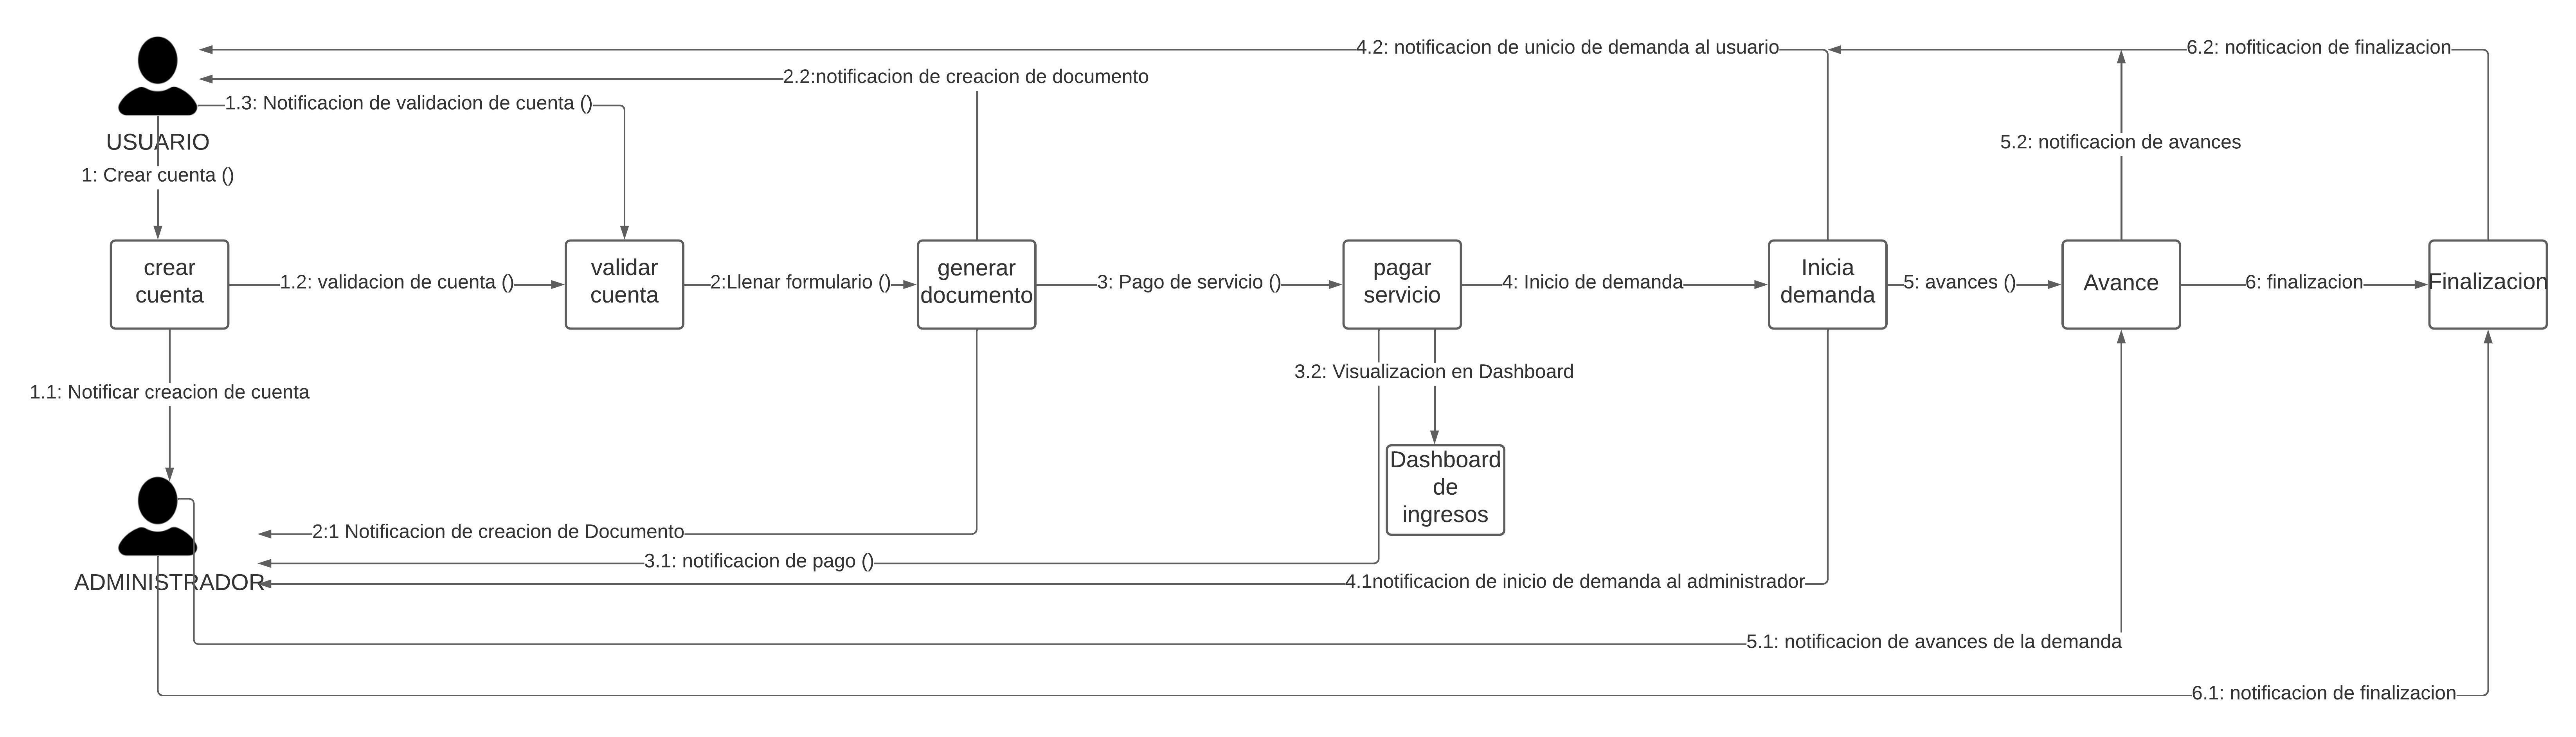 4.2: notificacion de unicio de demanda al usuario
6.2: nofiticacion de finalizacion
2.2:notificacion de creacion de documento
1.3: Notificacion de validacion de cuenta ()
USUARIO
5.2: notificacion de avances
1: Crear cuenta ()
crear
cuenta
1.2: validacion de cuenta ()
validar
cuenta
2:Llenar formulario ()
generar
documento
3: Pago de servicio ()
pagar
servicio
4: Inicio de demanda
Inicia
demanda
5: avances ()
Avance
6: finalizacion
Finalizacion
3.2: Visualizacion en Dashboard
1.1: Notificar creacion de cuenta
Dashboard
de
ingresos
2:1 Notificacion de creacion de Documento
3.1: notificacion de pago ()
ADMINISTRADOR
4.1notificacion de inicio de demanda al administrador
5.1: notificacion de avances de la demanda
6.1: notificacion de finalizacion